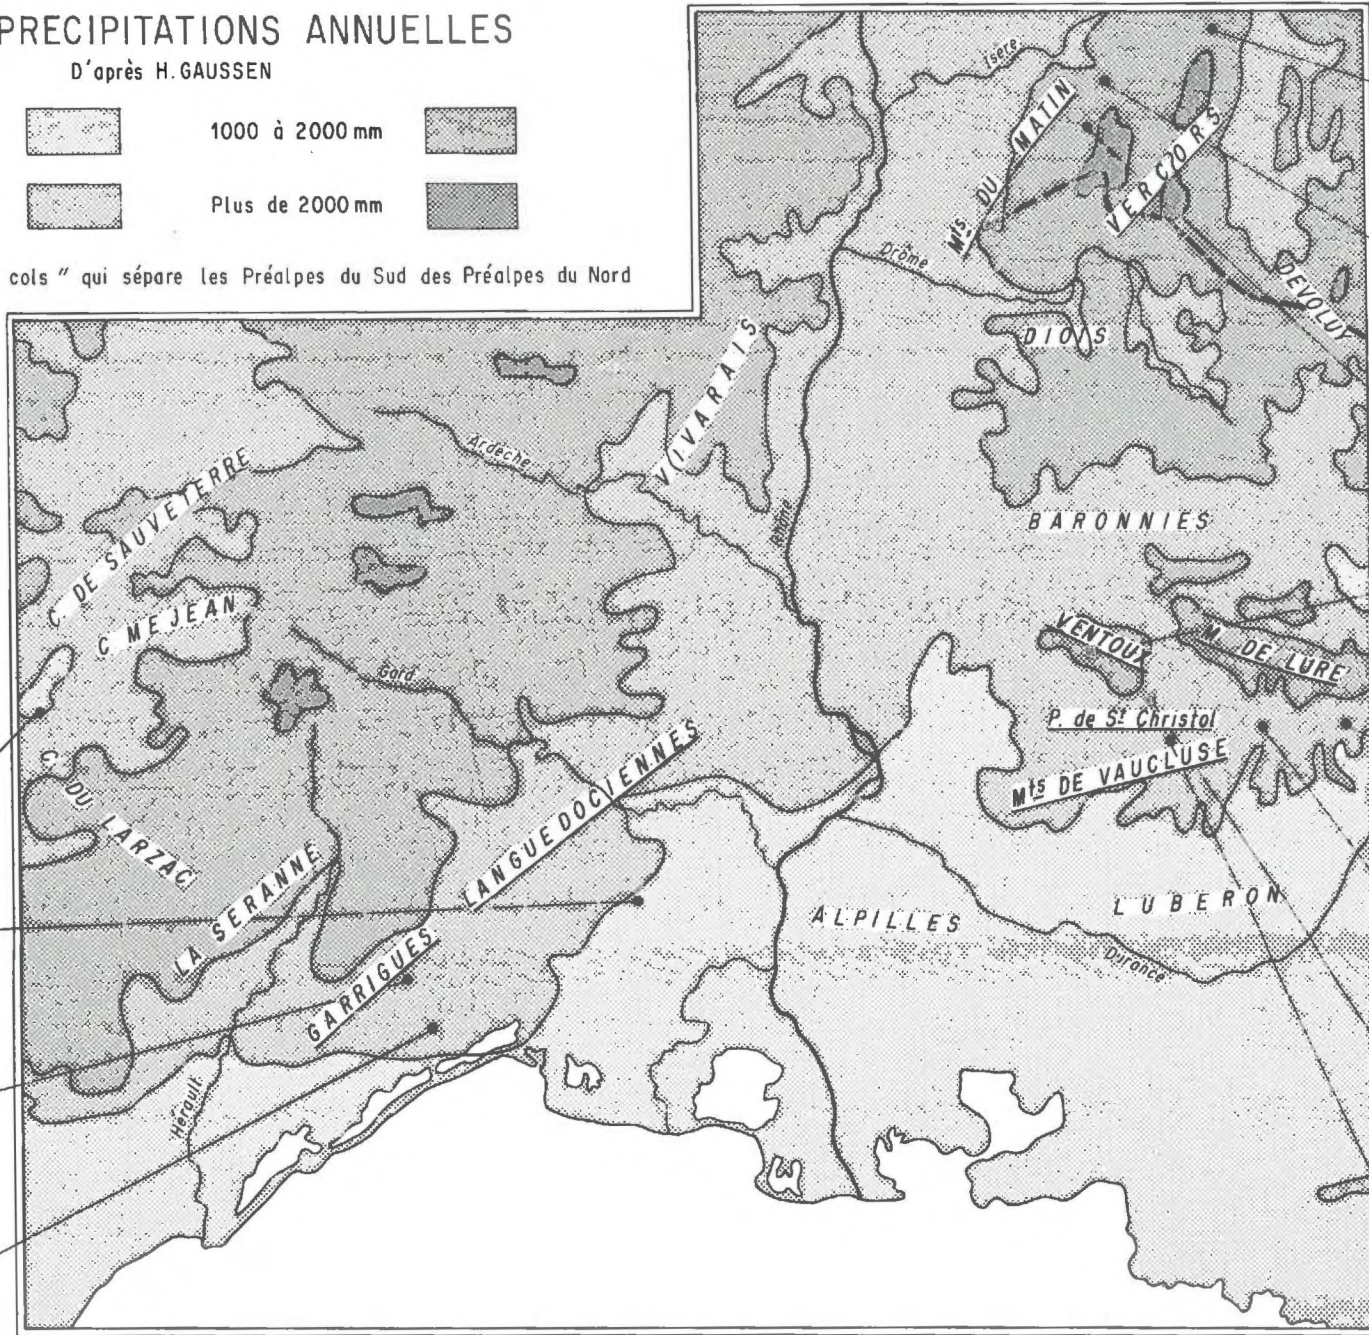 PRECIPITATIONS ANNUELLES
D'après H. GAUSSEN
1000 à 2000 mm
Plus de 2000 mm
cols " qui sépare les Préalpes du Sud des Préalpes du Nord
Isère
Mts. DU MATIN
VERCORS
Drôme
DEVOLUY
DIOIS
VIVARAIS
Ardèche
Rhône
C. DE SAUVETERRE
BARONNIES
C. MEJEAN
VENTOUX
M. DE LURE
Gard
P. de St Christol
Mts DE VAUCLUSE
C. DU LARZAC
LANGUEDOCIENNES
LA SERANNE
GARRIGUES
ALPILLES
LUBERON
Durance
Hérault